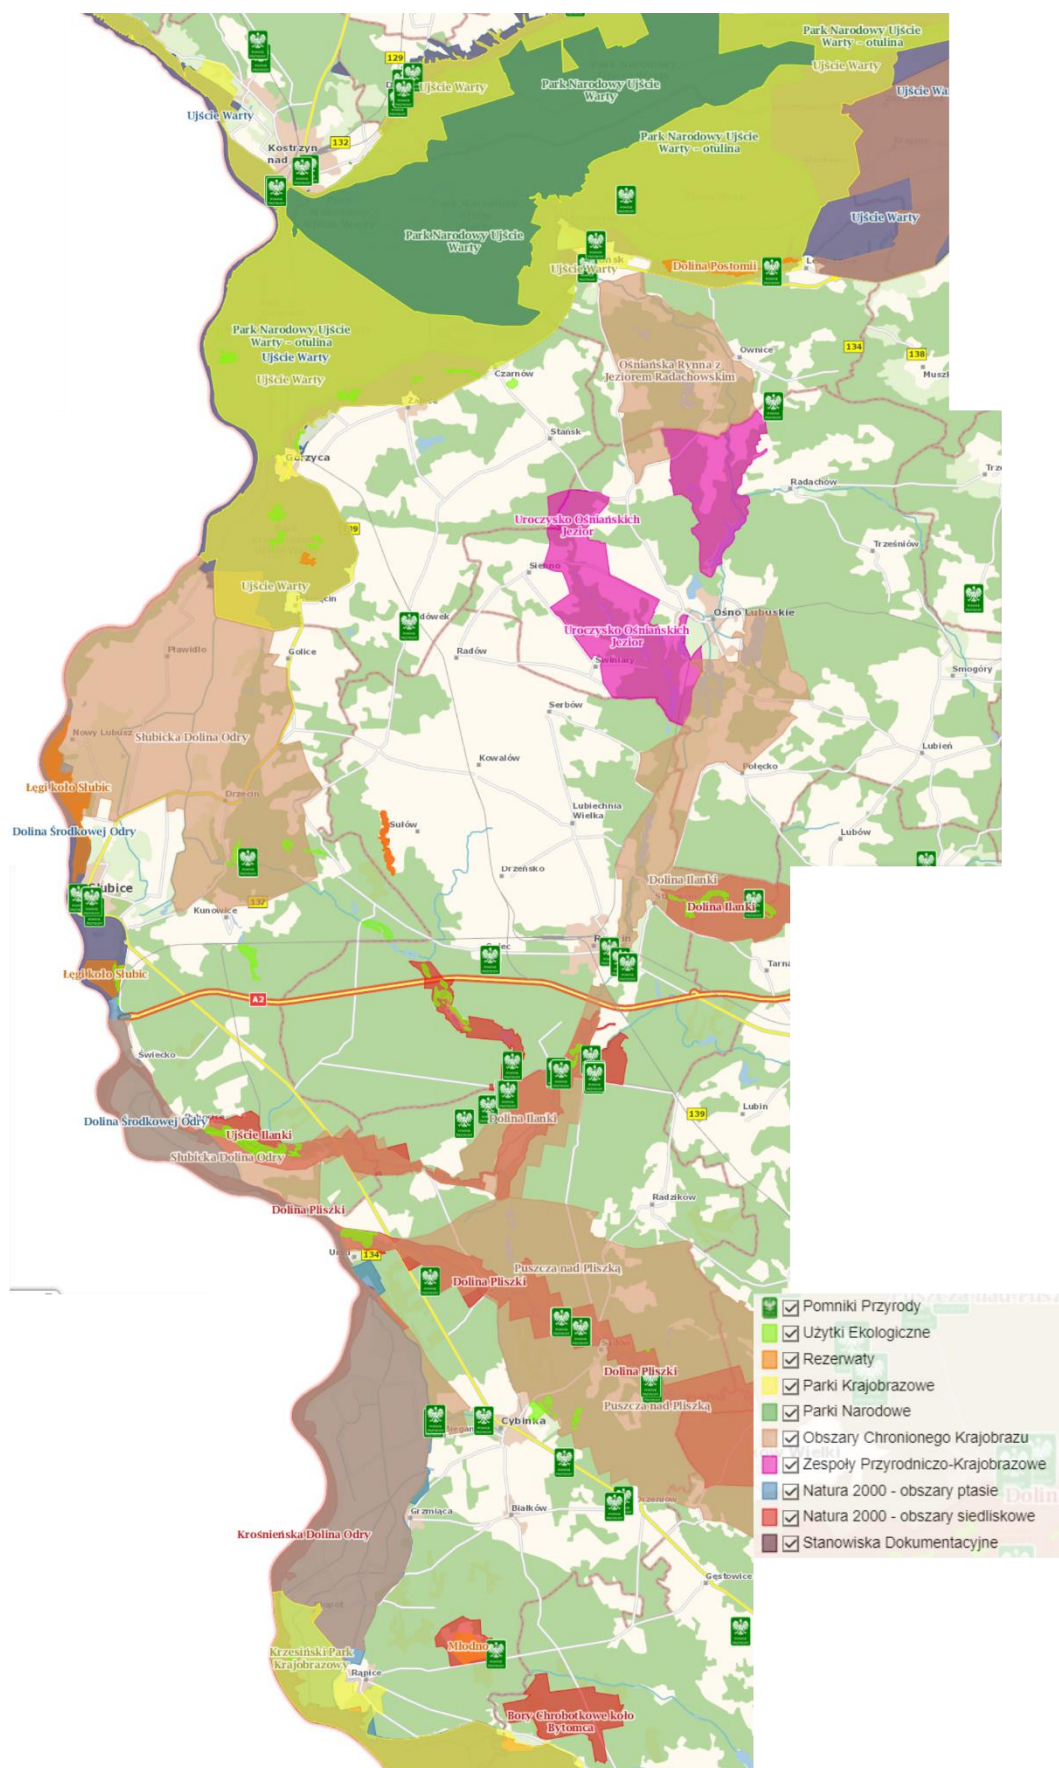 Park Narodowy Ujście
Warty - otulina
Ujście Warty
129
Park Narodowy Ujście
Warty
Ujście Warty
Ujście Warty
Park Narodowy Ujście
Warty - otulina
132
Kostrzyn
nad
Ujście Warty
Park Narodowy Ujście
Warty
Ujście Warty
Dolina Postomii
Park Narodowy Ujście
Warty - otulina
Ujście Warty
Ujście Warty
134
138
Ownice
Ośniańska Rynna z
Jeziorem Radachowskim
Czarnów
Stańsk
Górzyca
Radachów
Uroczysko Ośniańskich
Jezior
Trześniów
Sienno
Ujście Warty
Ośno Lubuskie
Uroczysko Ośniańskich
Jezior
Pławidło
Golice
Radów
Świniary
Smogóry
Serbów
Nowy Lubusz
Słubicka Dolina Odry
Lubień
Kowalów
Połęcko
Łęgi koło Słubic
Drzecin
Lubiechnia
Wielka
Dolina Środkowej Odry
Sułów
Lubów
Drzeńsko
Dolina Ilanki
Słubice
Dolina Ilanki
137
Kunowice
Łęgi koło Słubic
A2
Świecko
139
Lubin
Dolina Środkowej Odry
Dolina Ilanki
Ujście Ilanki
Słubicka Dolina Odry
Radzików
Dolina Pliszki
134
Puszcza nad Pliszką
Dolina Pliszki
Dolina Pliszki
Puszcza nad Pliszką
Cybinka
Grzmiąca
Białków
Krośnieńska Dolina Odry
Gęstowice
Młodno
Krzesiński Park
Krajobrazowy
Rąpice
Bory Chrobotkowe koło
Bytomca
Pomniki Przyrody
Użytki Ekologiczne
Rezerwaty
Parki Krajobrazowe
Parki Narodowe
Obszary Chronionego Krajobrazu
Zespoły Przyrodniczo-Krajobrazowe
Natura 2000 - obszary ptasie
Natura 2000 - obszary siedliskowe
Stanowiska Dokumentacyjne